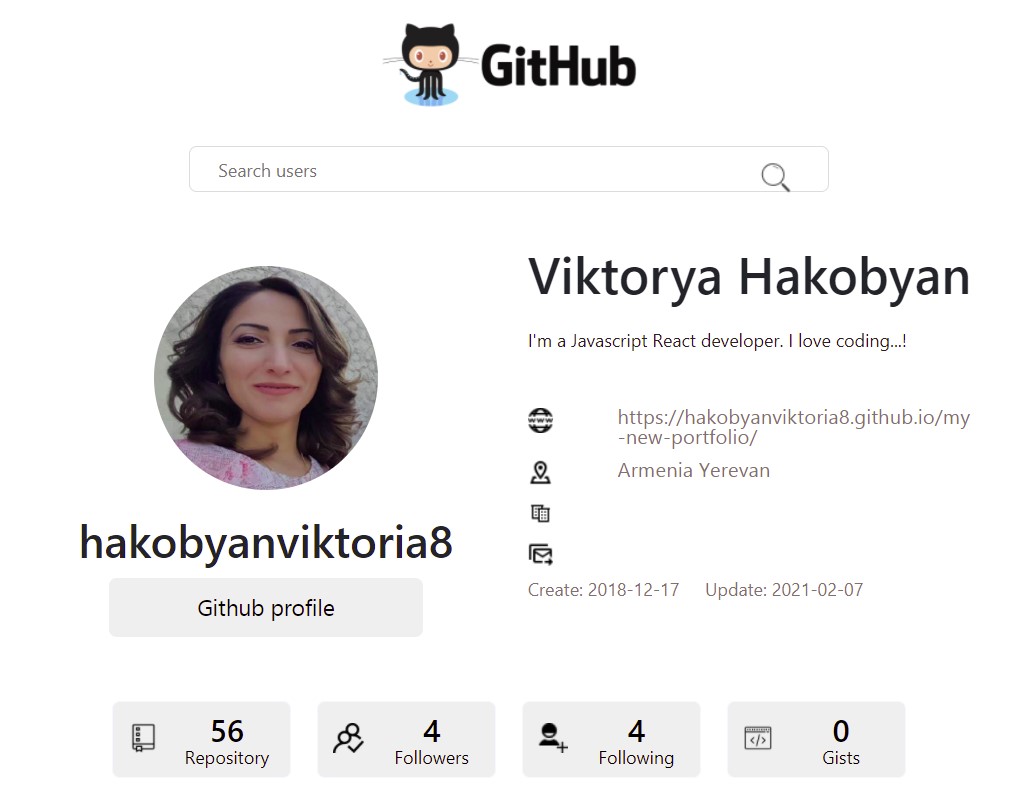 GitHub
Search users
Viktorya Hakobyan
I'm a Javascript React developer. I love coding...!
www
https://hakobyanviktoria8.github.io/my
-new-portfolio/
Armenia Yerevan
Create: 2018-12-17 Update: 2021-02-07
hakobyanviktoria8
Github profile
56
Repository
4
Followers
4
Following
0
Gists